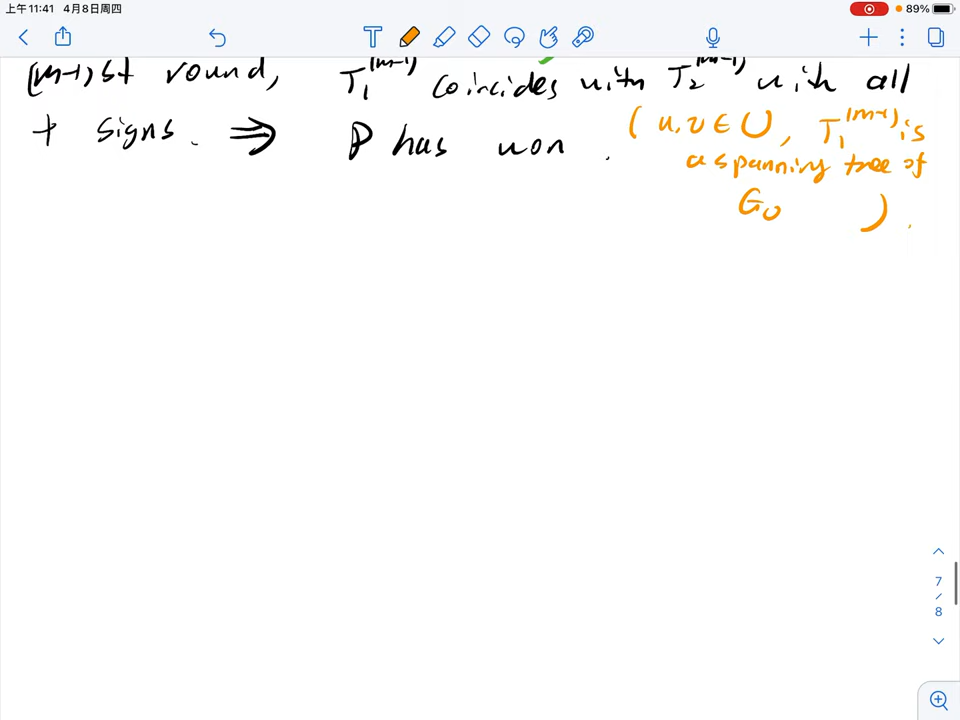 上午11:41 4月8日周四
89%
(m-1)st round, T₁⁽ᵐ⁻¹⁾ coincides with T₂⁽ᵐ⁻¹⁾ with all
+ signs. ⇒ P has won.
(u,v ∈ U, T₁⁽ᵐ⁻¹⁾ is
a spanning tree of
G₀ ).
T
7
/
8